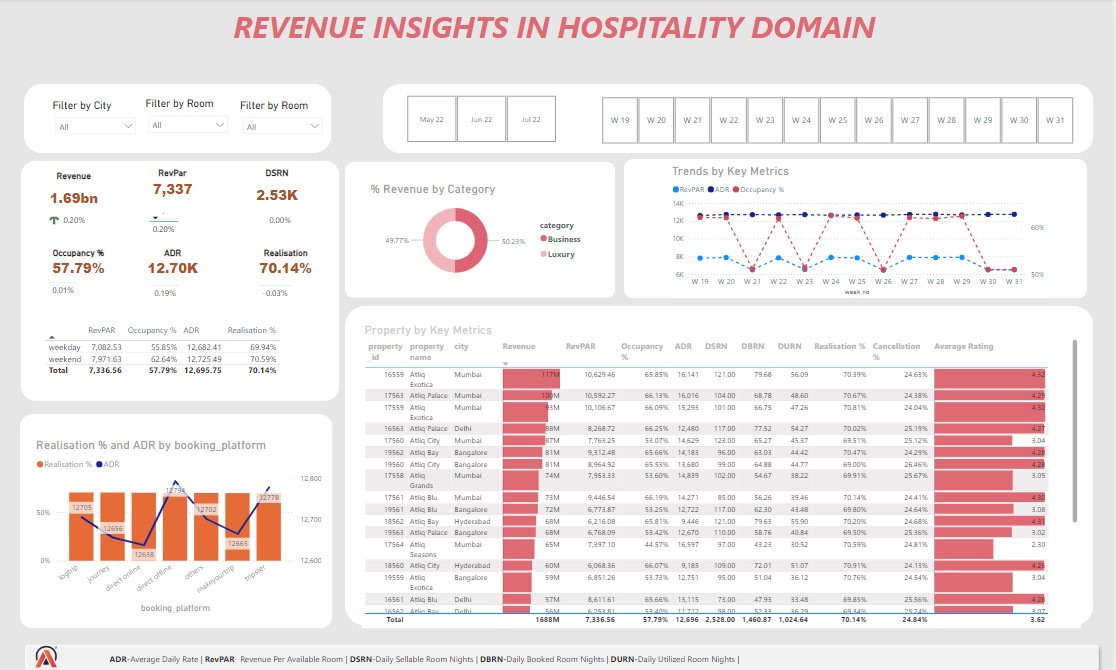 REVENUE INSIGHTS IN HOSPITALITY DOMAIN
Filter by City
All
Filter by Room
All
Filter by Room
All
May 22 Jun 22 Jul 22
W 19 W 20 W 21 W 22 W 23 W 24 W 25 W 26 W 27 W 28 W 29 W 30 W 31
Revenue
1.69bn
0.20%
RevPar
7,337
0.20%
DSRN
2.53K
0.00%
Occupancy %
57.79%
0.01%
ADR
12.70K
0.19%
Realisation
70.14%
-0.03%
RevPAR Occupancy % ADR Realisation %
weekday 7,082.53 55.85% 12,682.41 69.94%
weekend 7,971.63 62.64% 12,725.49 70.59%
Total 7,336.56 57.79% 12,695.75 70.14%
% Revenue by Category
49.77%
50.23%
category
Business
Luxury
Trends by Key Metrics
RevPAR ADR Occupancy %
14K
12K
10K
8K
6K
60%
50%
W 19 W 20 W 21 W 22 W 23 W 24 W 25 W 26 W 27 W 28 W 29 W 30 W 31
week no
Realisation % and ADR by booking_platform
Realisation % ADR
50%
0%
12,800
12,700
12,600
12705
12656
12638
12794
12702
12665
12778
logtrip
journey
direct online
direct offline
others
makeyourtrip
tripster
booking_platform
Property by Key Metrics
property_id property_name city Revenue RevPAR Occupancy % ADR DSRN DBRN DURN Realisation % Cancellation % Average Rating
16559 Atliq Exotica Mumbai 117M 10,629.46 65.85% 16,141 121.00 79.68 56.09 70.39% 24.63% 4.32
17563 Atliq Palace Mumbai 100M 10,592.27 66.13% 16,016 104.00 68.78 48.60 70.67% 24.38% 4.29
17559 Atliq Exotica Mumbai 93M 10,106.67 66.09% 15,293 101.00 66.75 47.26 70.81% 24.04% 4.32
16563 Atliq Palace Delhi 88M 8,268.72 66.25% 12,480 117.00 77.52 54.27 70.02% 25.19% 4.27
17560 Atliq City Mumbai 87M 7,763.25 53.07% 14,629 123.00 65.27 45.37 69.51% 25.12% 3.04
19562 Atliq Bay Bangalore 81M 9,312.48 65.66% 14,183 96.00 63.03 44.42 70.47% 24.29% 4.28
19560 Atliq City Bangalore 81M 8,964.92 65.53% 13,680 99.00 64.88 44.77 69.00% 26.46% 4.28
17558 Atliq Grands Mumbai 74M 7,953.33 53.60% 14,839 102.00 54.67 38.22 69.91% 25.67% 3.05
17561 Atliq Blu Mumbai 73M 9,446.54 66.19% 14,271 85.00 56.26 39.46 70.14% 24.41% 4.30
19561 Atliq Blu Bangalore 72M 6,773.87 53.25% 12,722 117.00 62.30 43.48 69.80% 24.64% 3.08
18562 Atliq Bay Hyderabad 68M 6,216.08 65.81% 9,446 121.00 79.63 55.90 70.20% 24.68% 4.31
19563 Atliq Palace Bangalore 68M 6,768.09 53.42% 12,670 110.00 58.76 40.84 69.50% 25.36% 3.02
17564 Atliq Seasons Mumbai 65M 7,397.10 44.57% 16,597 97.00 43.23 30.52 70.59% 24.81% 2.30
18560 Atliq City Hyderabad 60M 6,068.36 66.07% 9,185 109.00 72.01 51.07 70.91% 24.13% 4.26
19559 Atliq Exotica Bangalore 59M 6,851.26 53.73% 12,751 95.00 51.04 36.12 70.76% 24.54% 3.04
16561 Atliq Blu Delhi 57M 8,611.61 65.66% 13,115 73.00 47.93 33.48 69.85% 25.56% 4.28
16562 Atliq Bay Delhi 56M 6,253.81 53.40% 11,712 98.00 52.33 36.29 69.34% 25.24% 3.07
Total 1688M 7,336.56 57.79% 12,696 2,528.00 1,460.87 1,024.64 70.14% 24.84% 3.62
ADR-Average Daily Rate | RevPAR- Revenue Per Available Room | DSRN-Daily Sellable Room Nights | DBRN-Daily Booked Room Nights | DURN-Daily Utilized Room Nights |